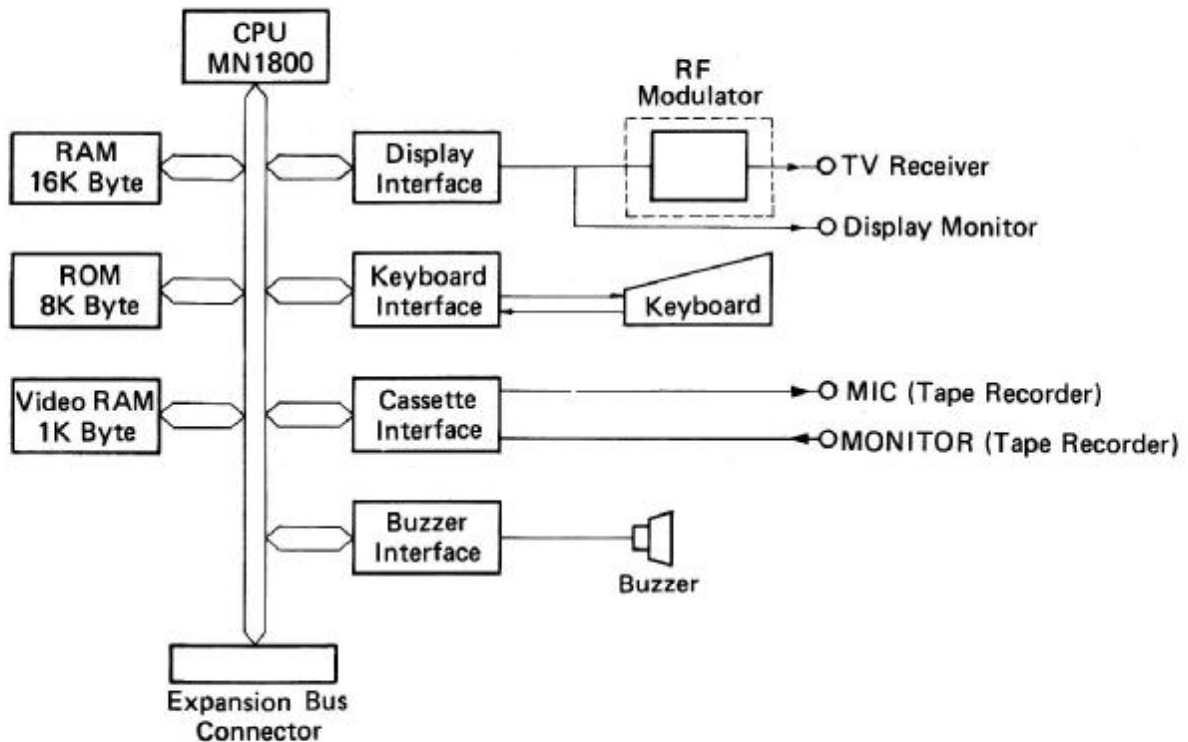 CPU
MN1800
RF
Modulator
RAM
16K Byte
Display
Interface
TV Receiver
Display Monitor
ROM
8K Byte
Keyboard
Interface
Keyboard
Video RAM
1K Byte
Cassette
Interface
MIC (Tape Recorder)
MONITOR (Tape Recorder)
Buzzer
Interface
Buzzer
Expansion Bus
Connector